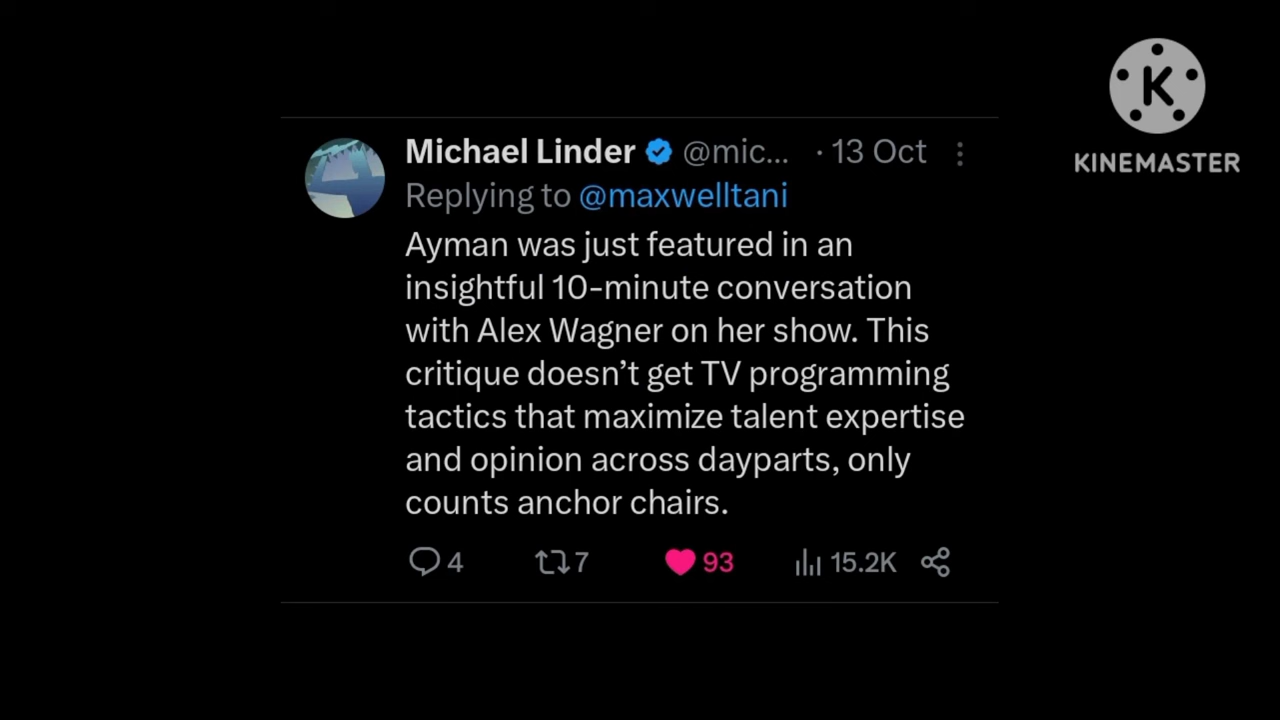 Michael Linder @mic... · 13 Oct
Replying to @maxwelltani
Ayman was just featured in an
insightful 10-minute conversation
with Alex Wagner on her show. This
critique doesn’t get TV programming
tactics that maximize talent expertise
and opinion across dayparts, only
counts anchor chairs.
4 7 93 15.2K
K
KINEMASTER